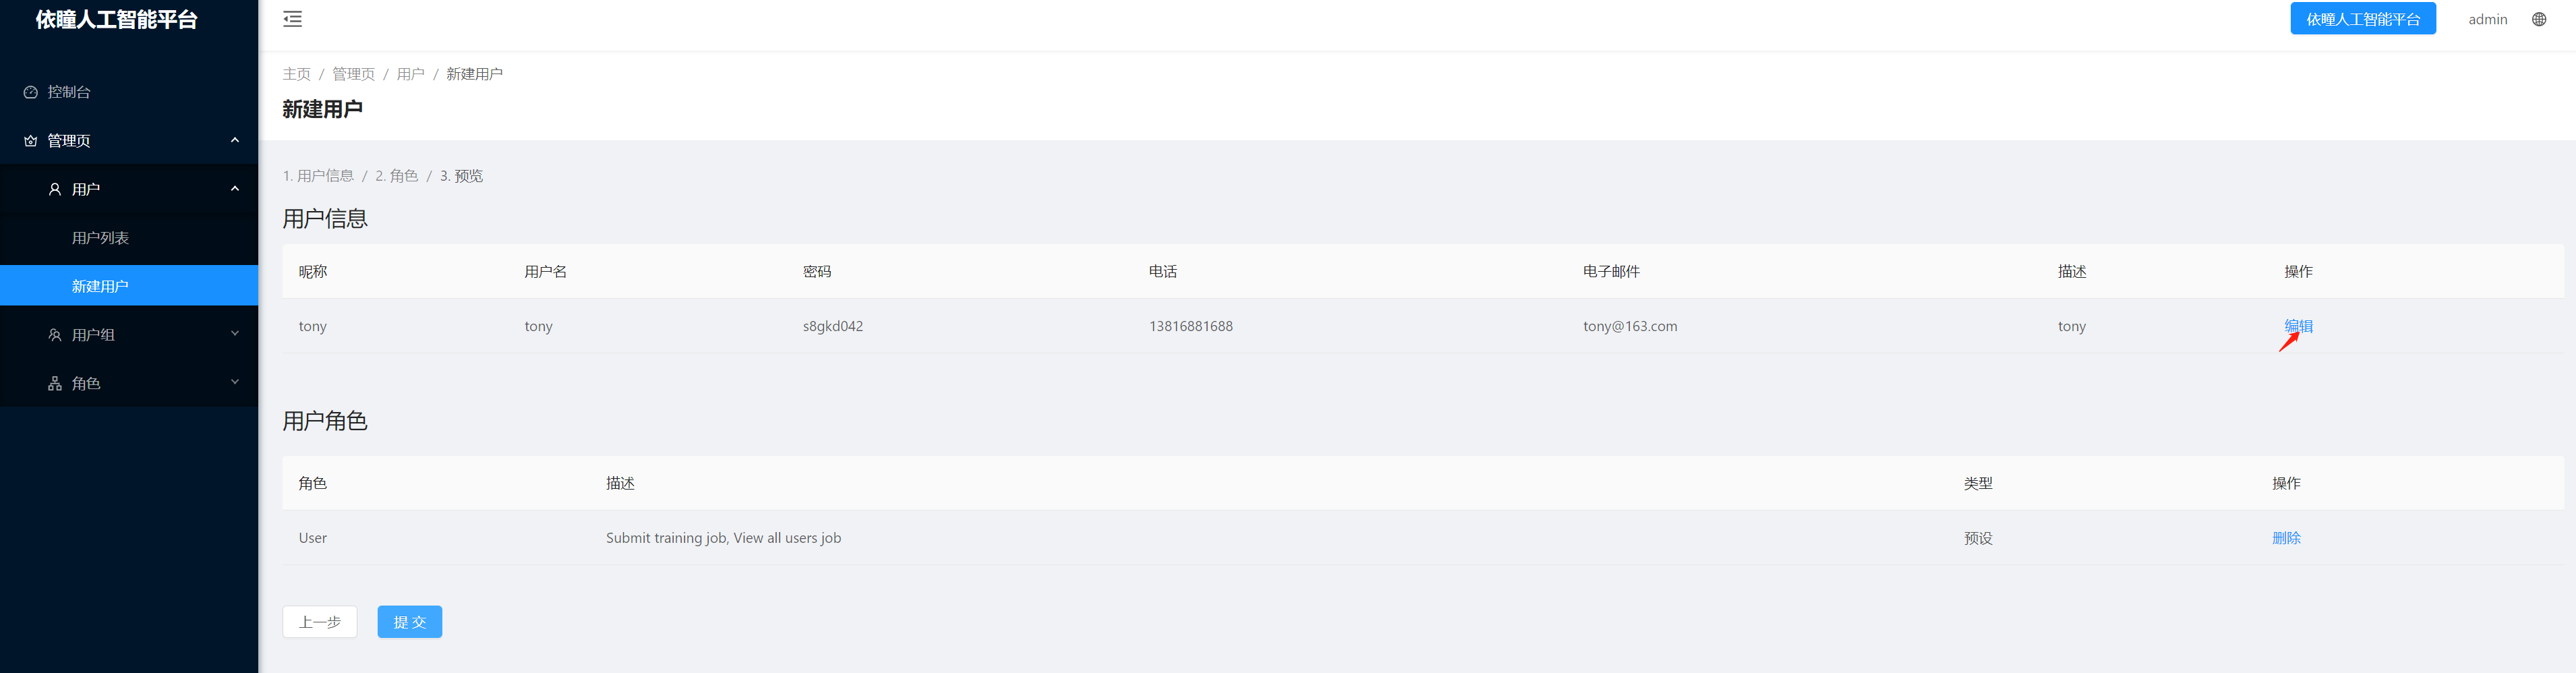 依瞳人工智能平台
控制台
管理页
用户
用户列表
新建用户
用户组
角色
依瞳人工智能平台 admin
主页 / 管理页 / 用户 / 新建用户
新建用户
1. 用户信息 / 2. 角色 / 3. 预览
用户信息
昵称 用户名 密码 电话 电子邮件 描述 操作
tony tony s8gkd042 13816881688 tony@163.com tony 编辑
用户角色
角色 描述 类型 操作
User Submit training job, View all users job 预设 删除
上一步 提 交